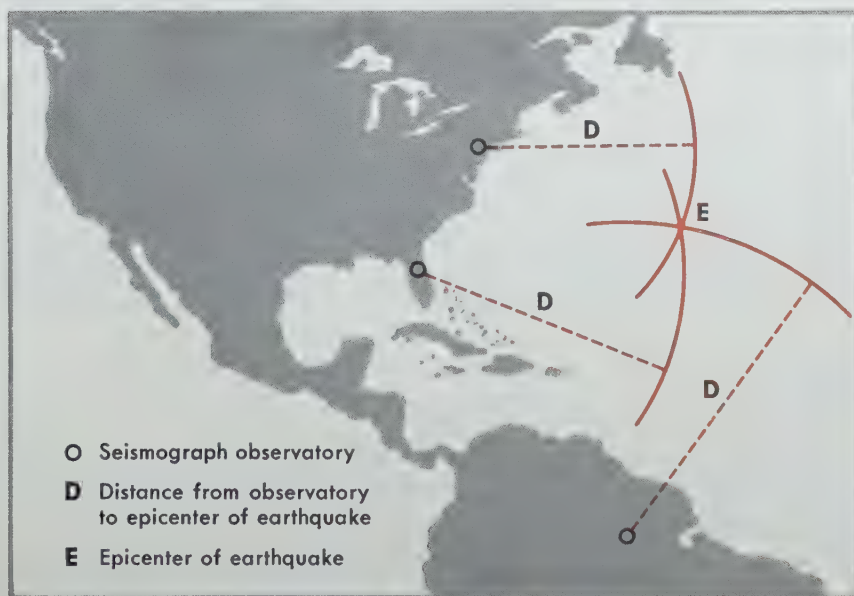 D
E
D
D
O Seismograph observatory
D Distance from observatory
to epicenter of earthquake
E Epicenter of earthquake